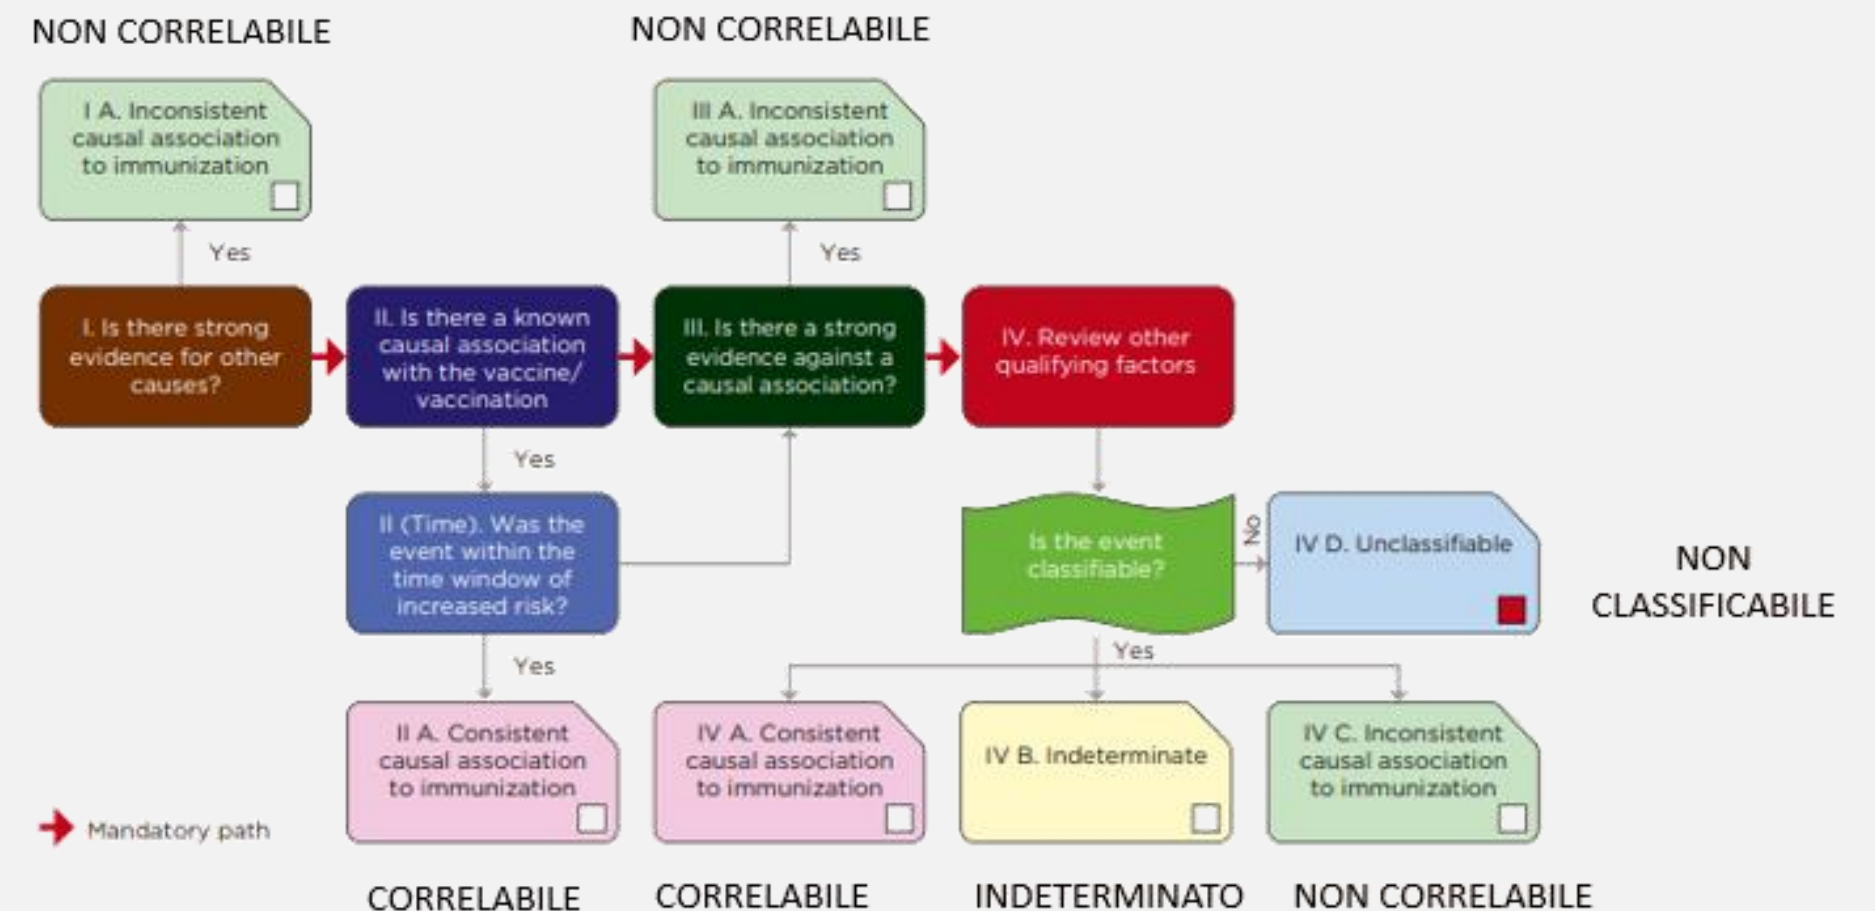 NON CORRELABILE
NON CORRELABILE
I A. Inconsistent
causal association
to immunization
III A. Inconsistent
causal association
to immunization
Yes
Yes
I. Is there strong
evidence for other
causes?
II. Is there a known
causal association
with the vaccine/
vaccination
III. Is there a strong
evidence against a
causal association?
IV. Review other
qualifying factors
Yes
II (Time). Was the
event within the
time window of
increased risk?
Is the event
classifiable?
No
IV D. Unclassifiable
NON
CLASSIFICABILE
Yes
Yes
II A. Consistent
causal association
to immunization
IV A. Consistent
causal association
to immunization
IV B. Indeterminate
IV C. Inconsistent
causal association
to immunization
Mandatory path
CORRELABILE
CORRELABILE
INDETERMINATO
NON CORRELABILE